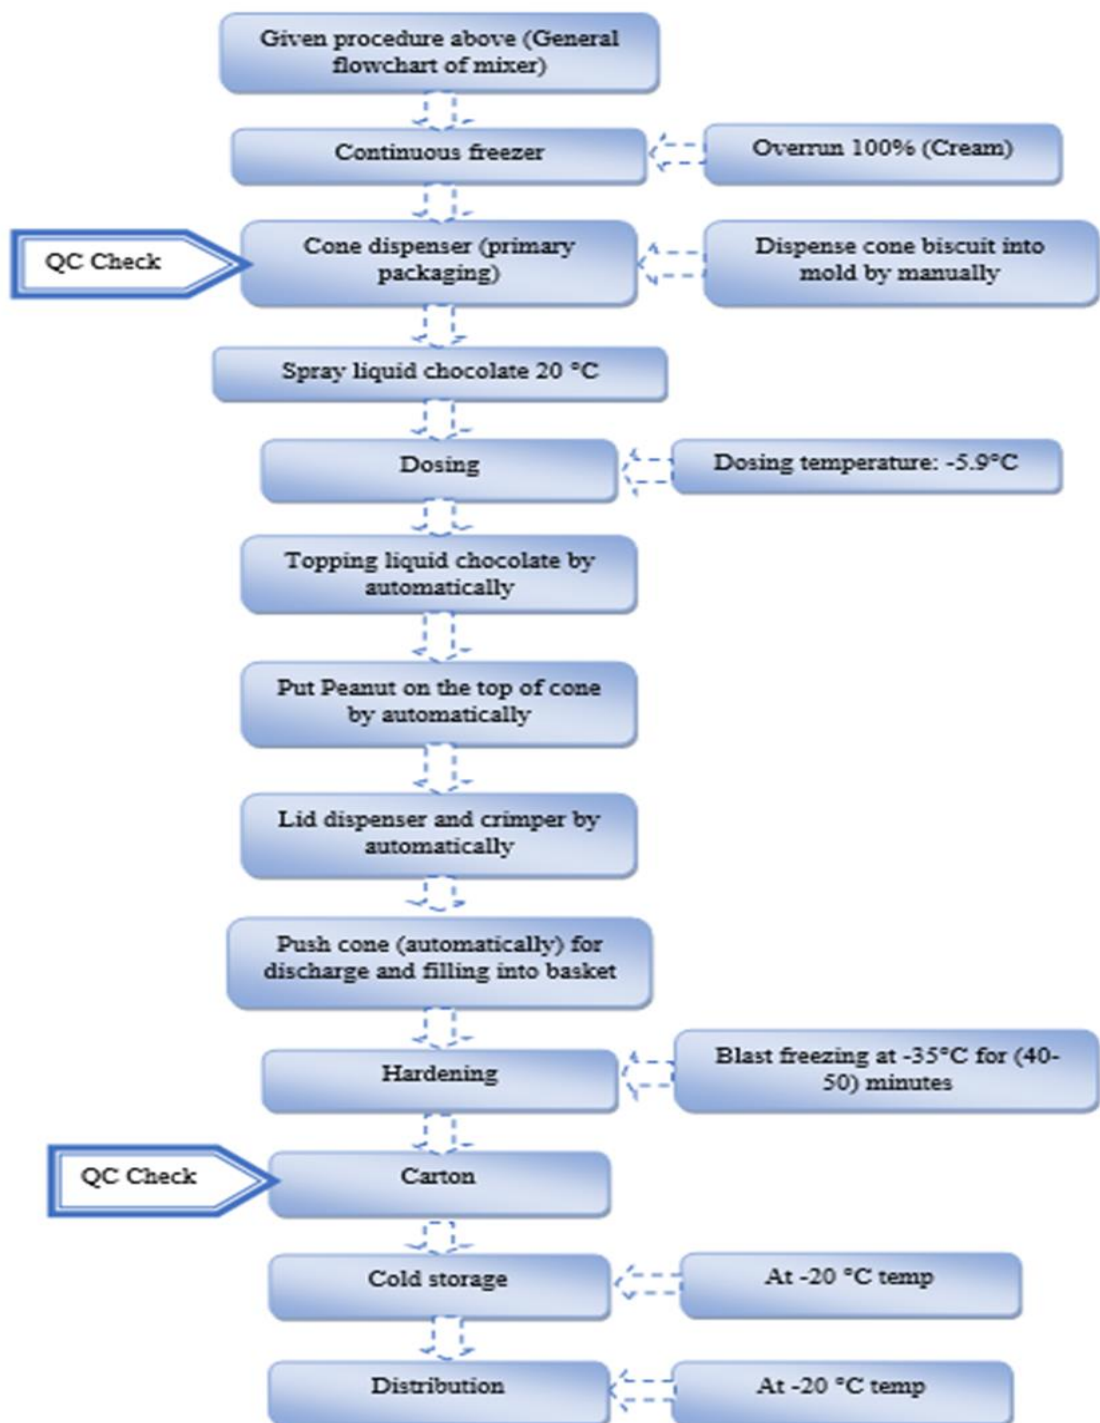 Given procedure above (General
flowchart of mixer)
Continuous freezer
Overrun 100% (Cream)
QC Check
Cone dispenser (primary
packaging)
Dispense cone biscuit into
mold by manually
Spray liquid chocolate 20 °C
Dosing
Dosing temperature: -5.9°C
Topping liquid chocolate by
automatically
Put Peanut on the top of cone
by automatically
Lid dispenser and crimper by
automatically
Push cone (automatically) for
discharge and filling into basket
Hardening
Blast freezing at -35°C for (40-
50) minutes
QC Check
Carton
Cold storage
At -20 °C temp
Distribution
At -20 °C temp